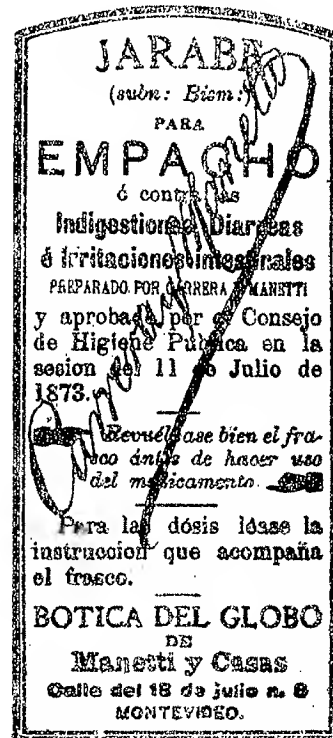 JARABE
(subn: Bism:)
PARA
EMPACHO
ó contra las
Indigestiones Diarreas
é Irritaciones intestinales
PREPARADO POR CARRERA Y MANETTI
y aprobado por el Consejo
de Higiene Pública en la
sesion del 11 de Julio de
1873.
Revuélvase bien el fra-
sco ántes de hacer uso
del medicamento.
Para las dósis léase la
instruccion que acompaña
el frasco.
BOTICA DEL GLOBO
DE
Manetti y Casas
Calle del 18 de julio n. 8
MONTEVIDEO.